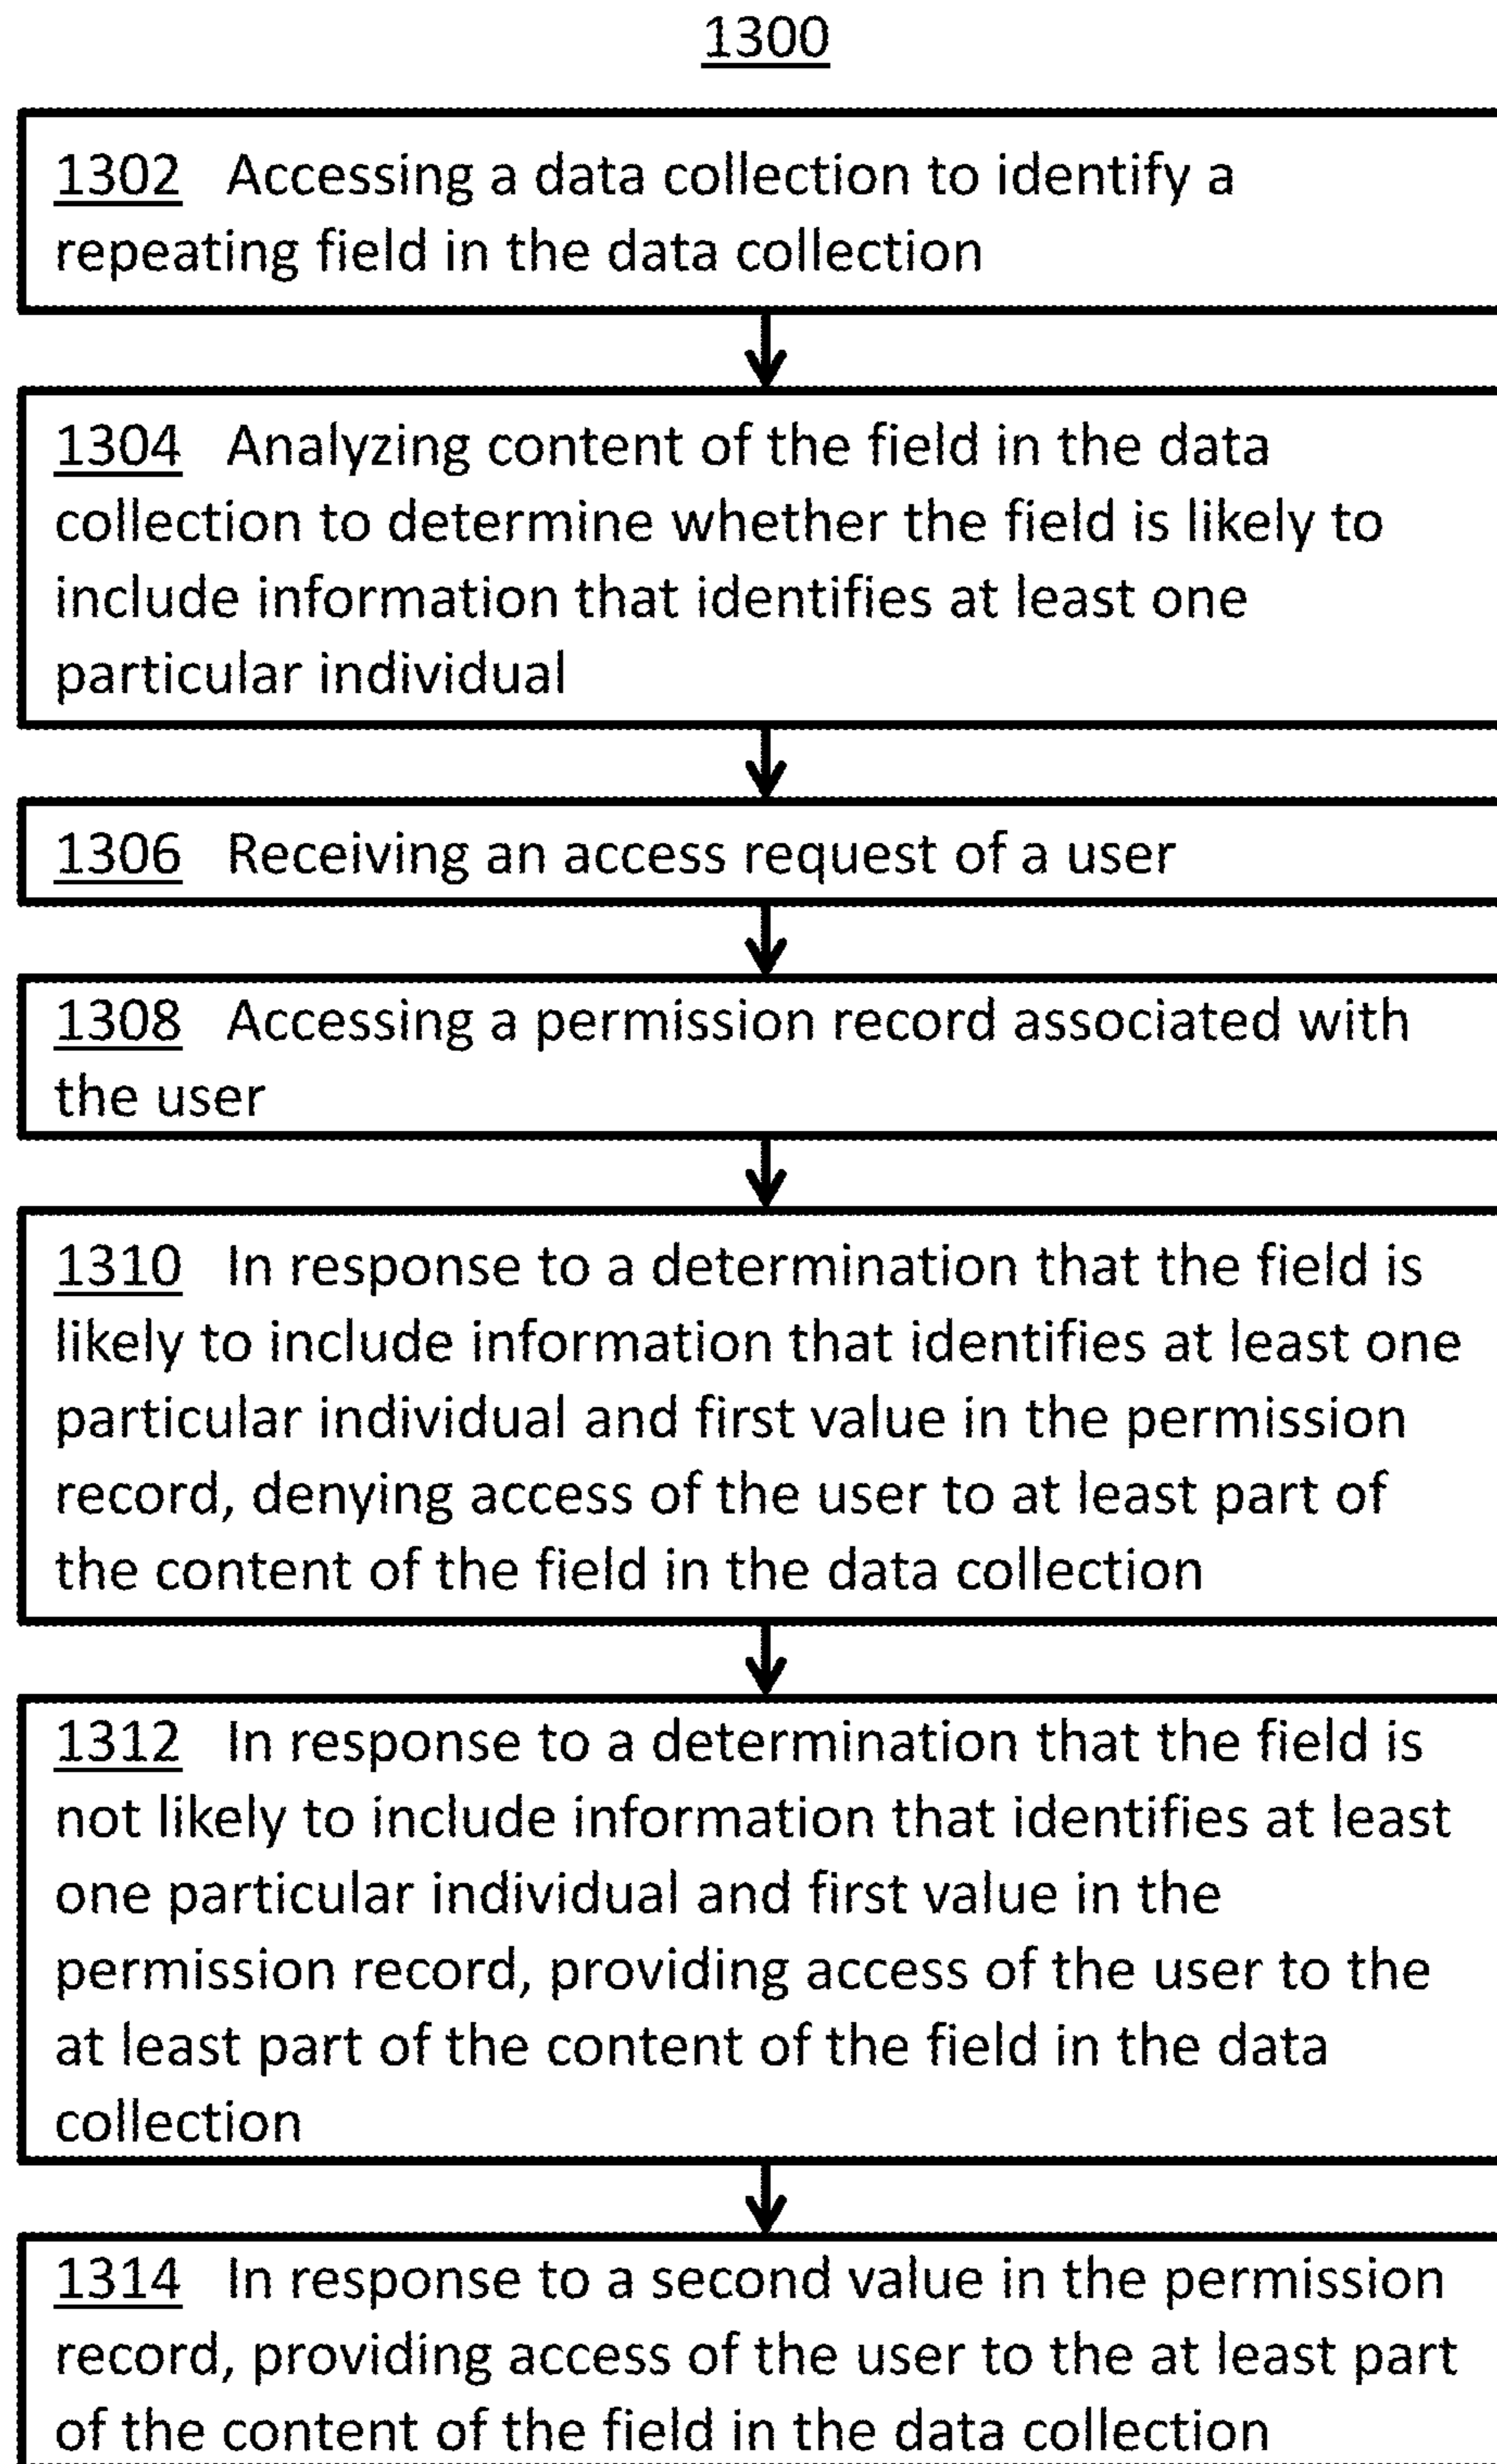 1300
1302 Accessing a data collection to identify a
repeating field in the data collection
1304 Analyzing content of the field in the data
collection to determine whether the field is likely to
include information that identifies at least one
particular individual
1306 Receiving an access request of a user
1308 Accessing a permission record associated with
the user
1310 In response to a determination that the field is
likely to include information that identifies at least one
particular individual and first value in the permission
record, denying access of the user to at least part of
the content of the field in the data collection
1312 In response to a determination that the field is
not likely to include information that identifies at least
one particular individual and first value in the
permission record, providing access of the user to the
at least part of the content of the field in the data
collection
1314 In response to a second value in the permission
record, providing access of the user to the at least part
of the content of the field in the data collection